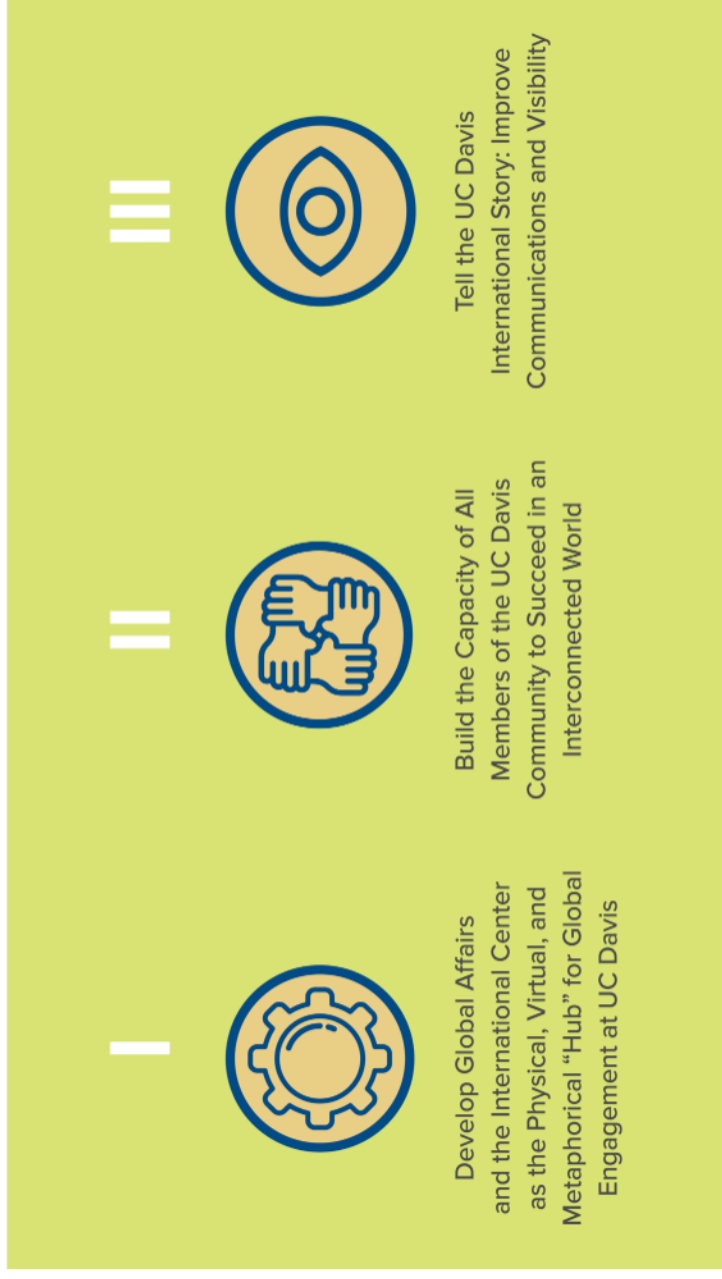 I
Develop Global Affairs
and the International Center
as the Physical, Virtual, and
Metaphorical “Hub” for Global
Engagement at UC Davis
II
Build the Capacity of All
Members of the UC Davis
Community to Succeed in an
Interconnected World
III
Tell the UC Davis
International Story: Improve
Communications and Visibility